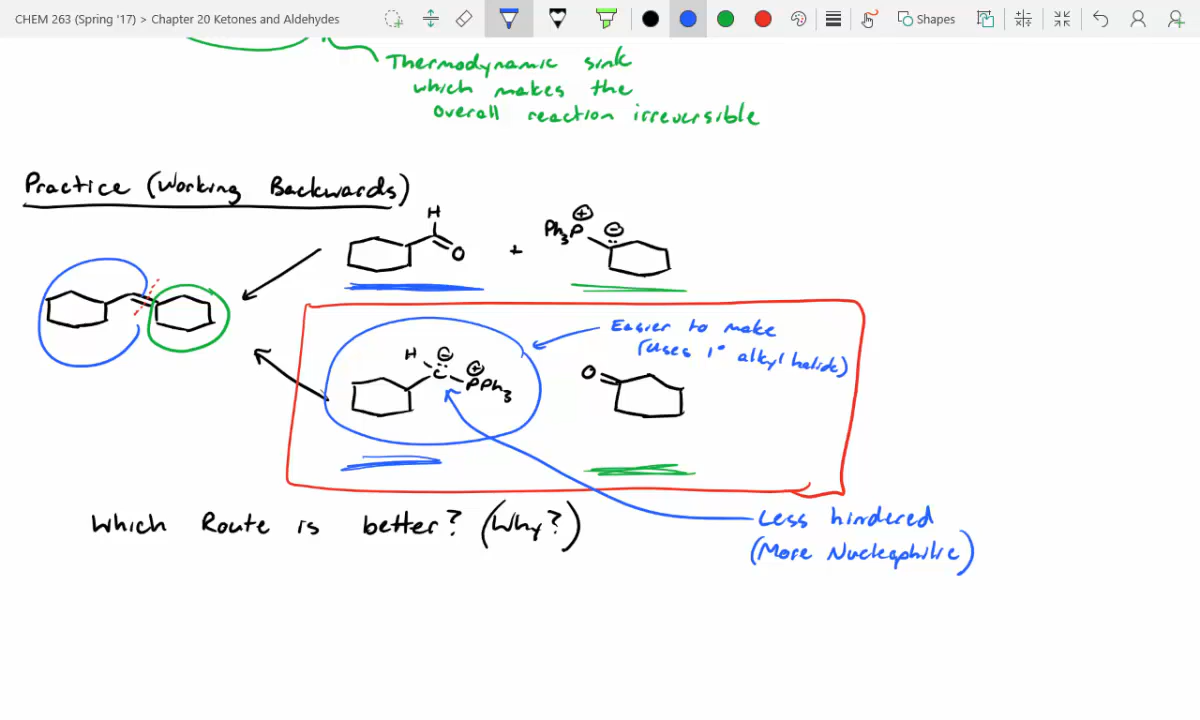 CHEM 263 (Spring '17) > Chapter 20 Ketones and Aldehydes
Shapes
Thermodynamic sink
which makes the
overall reaction irreversible
Practice (Working Backwards)
H
O
+
Ph₃P ⊕
⊖
Easier to make
(uses 1° alkyl halide)
H
⊖
C
⊕
PPh₃
O
Which Route is better? (Why?)
Less hindered
(More Nucleophilic)